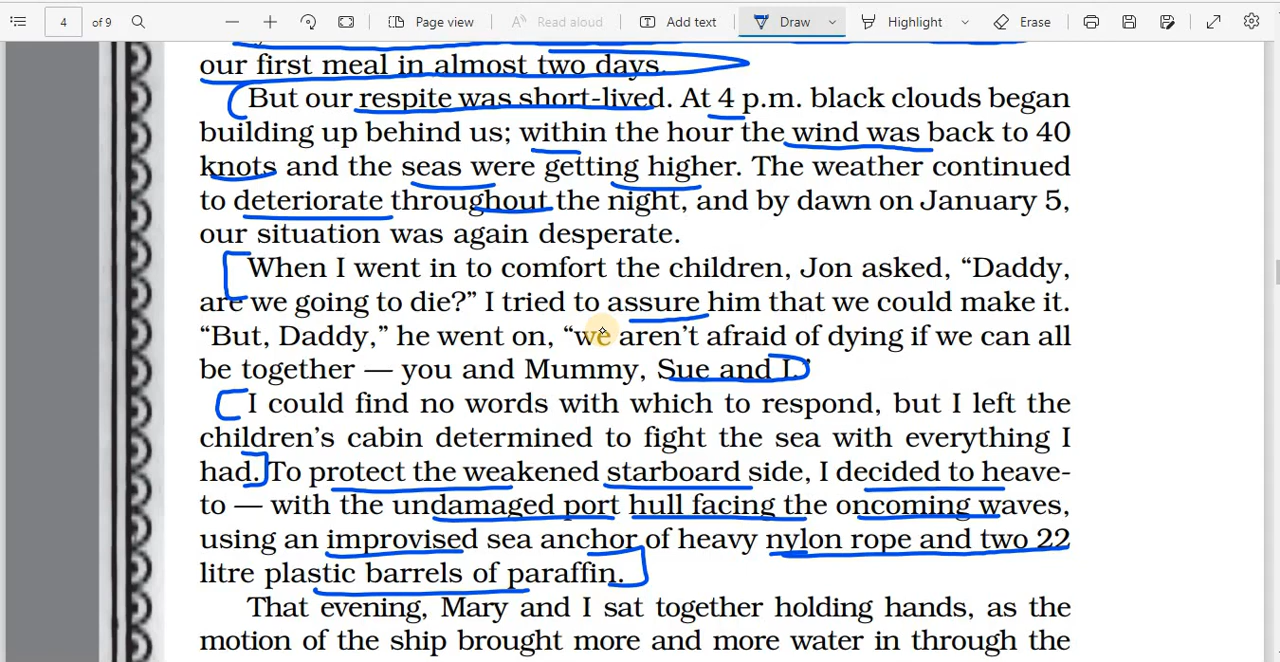 4 of 9 Page view Read aloud Add text Draw Highlight Erase
our first meal in almost two days.
But our respite was short-lived. At 4 p.m. black clouds began
building up behind us; within the hour the wind was back to 40
knots and the seas were getting higher. The weather continued
to deteriorate throughout the night, and by dawn on January 5,
our situation was again desperate.
When I went in to comfort the children, Jon asked, “Daddy,
are we going to die?” I tried to assure him that we could make it.
“But, Daddy,” he went on, “we aren’t afraid of dying if we can all
be together — you and Mummy, Sue and I.”
I could find no words with which to respond, but I left the
children’s cabin determined to fight the sea with everything I
had. To protect the weakened starboard side, I decided to heave-
to — with the undamaged port hull facing the oncoming waves,
using an improvised sea anchor of heavy nylon rope and two 22
litre plastic barrels of paraffin.
That evening, Mary and I sat together holding hands, as the
motion of the ship brought more and more water in through the